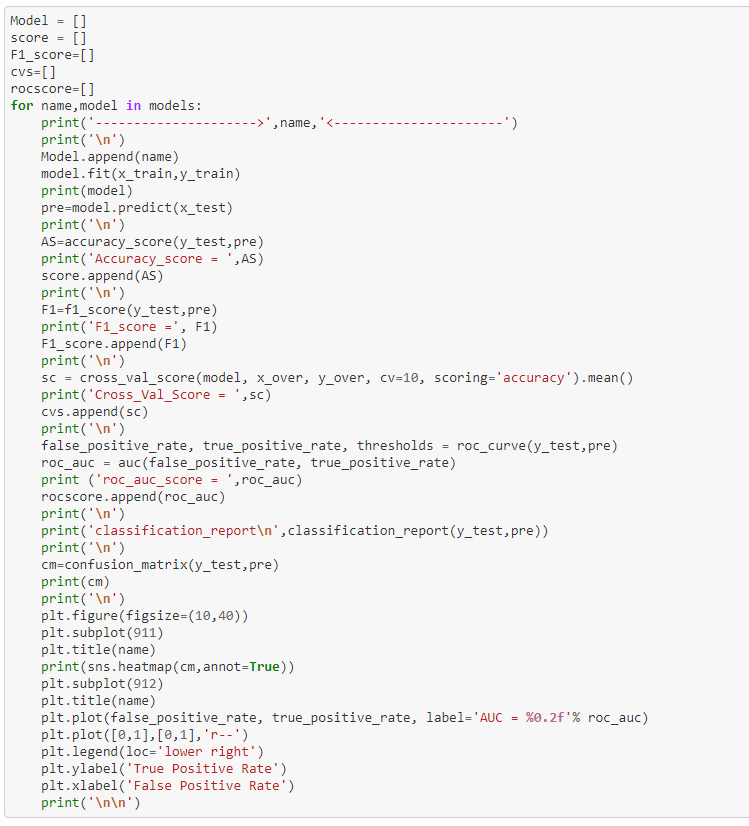 Model = []
score = []
F1_score=[]
cvs=[]
rocscore=[]
for name,model in models:
    print('--------------------->',name,'<----------------------')
    print('\n')
    Model.append(name)
    model.fit(x_train,y_train)
    print(model)
    pre=model.predict(x_test)
    print('\n')
    AS=accuracy_score(y_test,pre)
    print('Accuracy_score = ',AS)
    score.append(AS)
    print('\n')
    F1=f1_score(y_test,pre)
    print('F1_score =', F1)
    F1_score.append(F1)
    print('\n')
    sc = cross_val_score(model, x_over, y_over, cv=10, scoring='accuracy').mean()
    print('Cross_Val_Score = ',sc)
    cvs.append(sc)
    print('\n')
    false_positive_rate, true_positive_rate, thresholds = roc_curve(y_test,pre)
    roc_auc = auc(false_positive_rate, true_positive_rate)
    print ('roc_auc_score = ',roc_auc)
    rocscore.append(roc_auc)
    print('\n')
    print('classification_report\n',classification_report(y_test,pre))
    print('\n')
    cm=confusion_matrix(y_test,pre)
    print(cm)
    print('\n')
    plt.figure(figsize=(10,40))
    plt.subplot(911)
    plt.title(name)
    print(sns.heatmap(cm,annot=True))
    plt.subplot(912)
    plt.title(name)
    plt.plot(false_positive_rate, true_positive_rate, label='AUC = %0.2f'% roc_auc)
    plt.plot([0,1],[0,1],'r--')
    plt.legend(loc='lower right')
    plt.ylabel('True Positive Rate')
    plt.xlabel('False Positive Rate')
    print('\n\n')